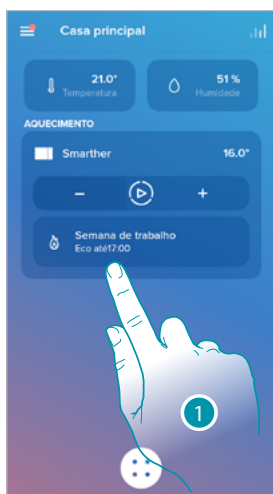 Casa principal
21.0°
Temperatura
51 %
Humidade
AQUECIMENTO
Smarther
16.0°
− +
Semana de trabalho
Eco até17:00
1